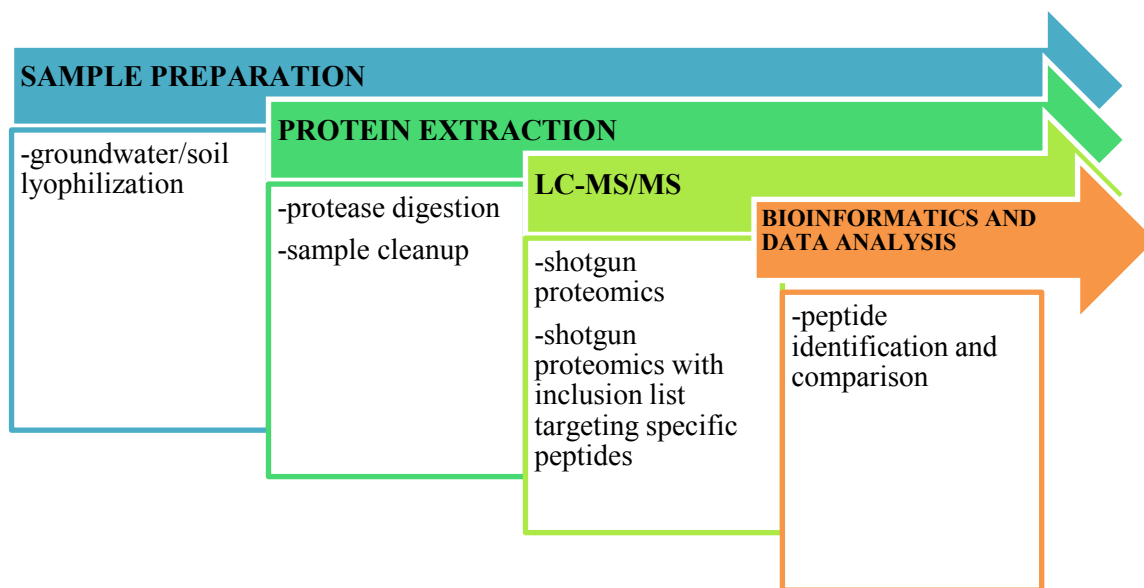 SAMPLE PREPARATION
-groundwater/soil
lyophilization
PROTEIN EXTRACTION
-protease digestion
-sample cleanup
LC-MS/MS
-shotgun
proteomics
-shotgun
proteomics with
inclusion list
targeting specific
peptides
BIOINFORMATICS AND
DATA ANALYSIS
-peptide
identification and
comparison